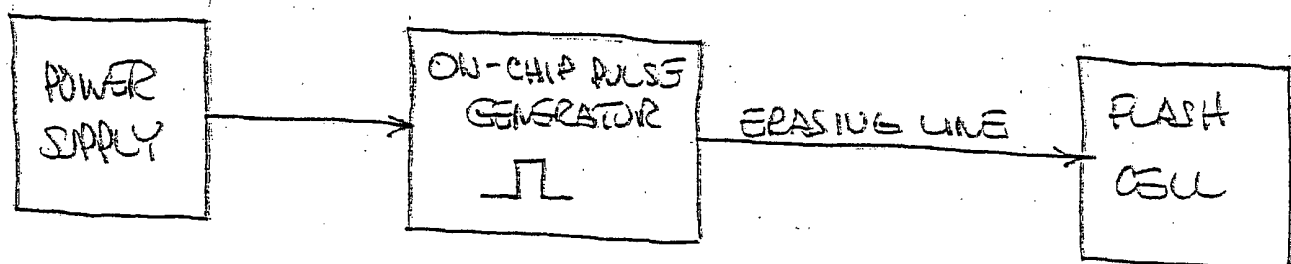 POWER
SUPPLY
ON-CHIP PULSE
GENERATOR
ERASING LINE
FLASH
CELL